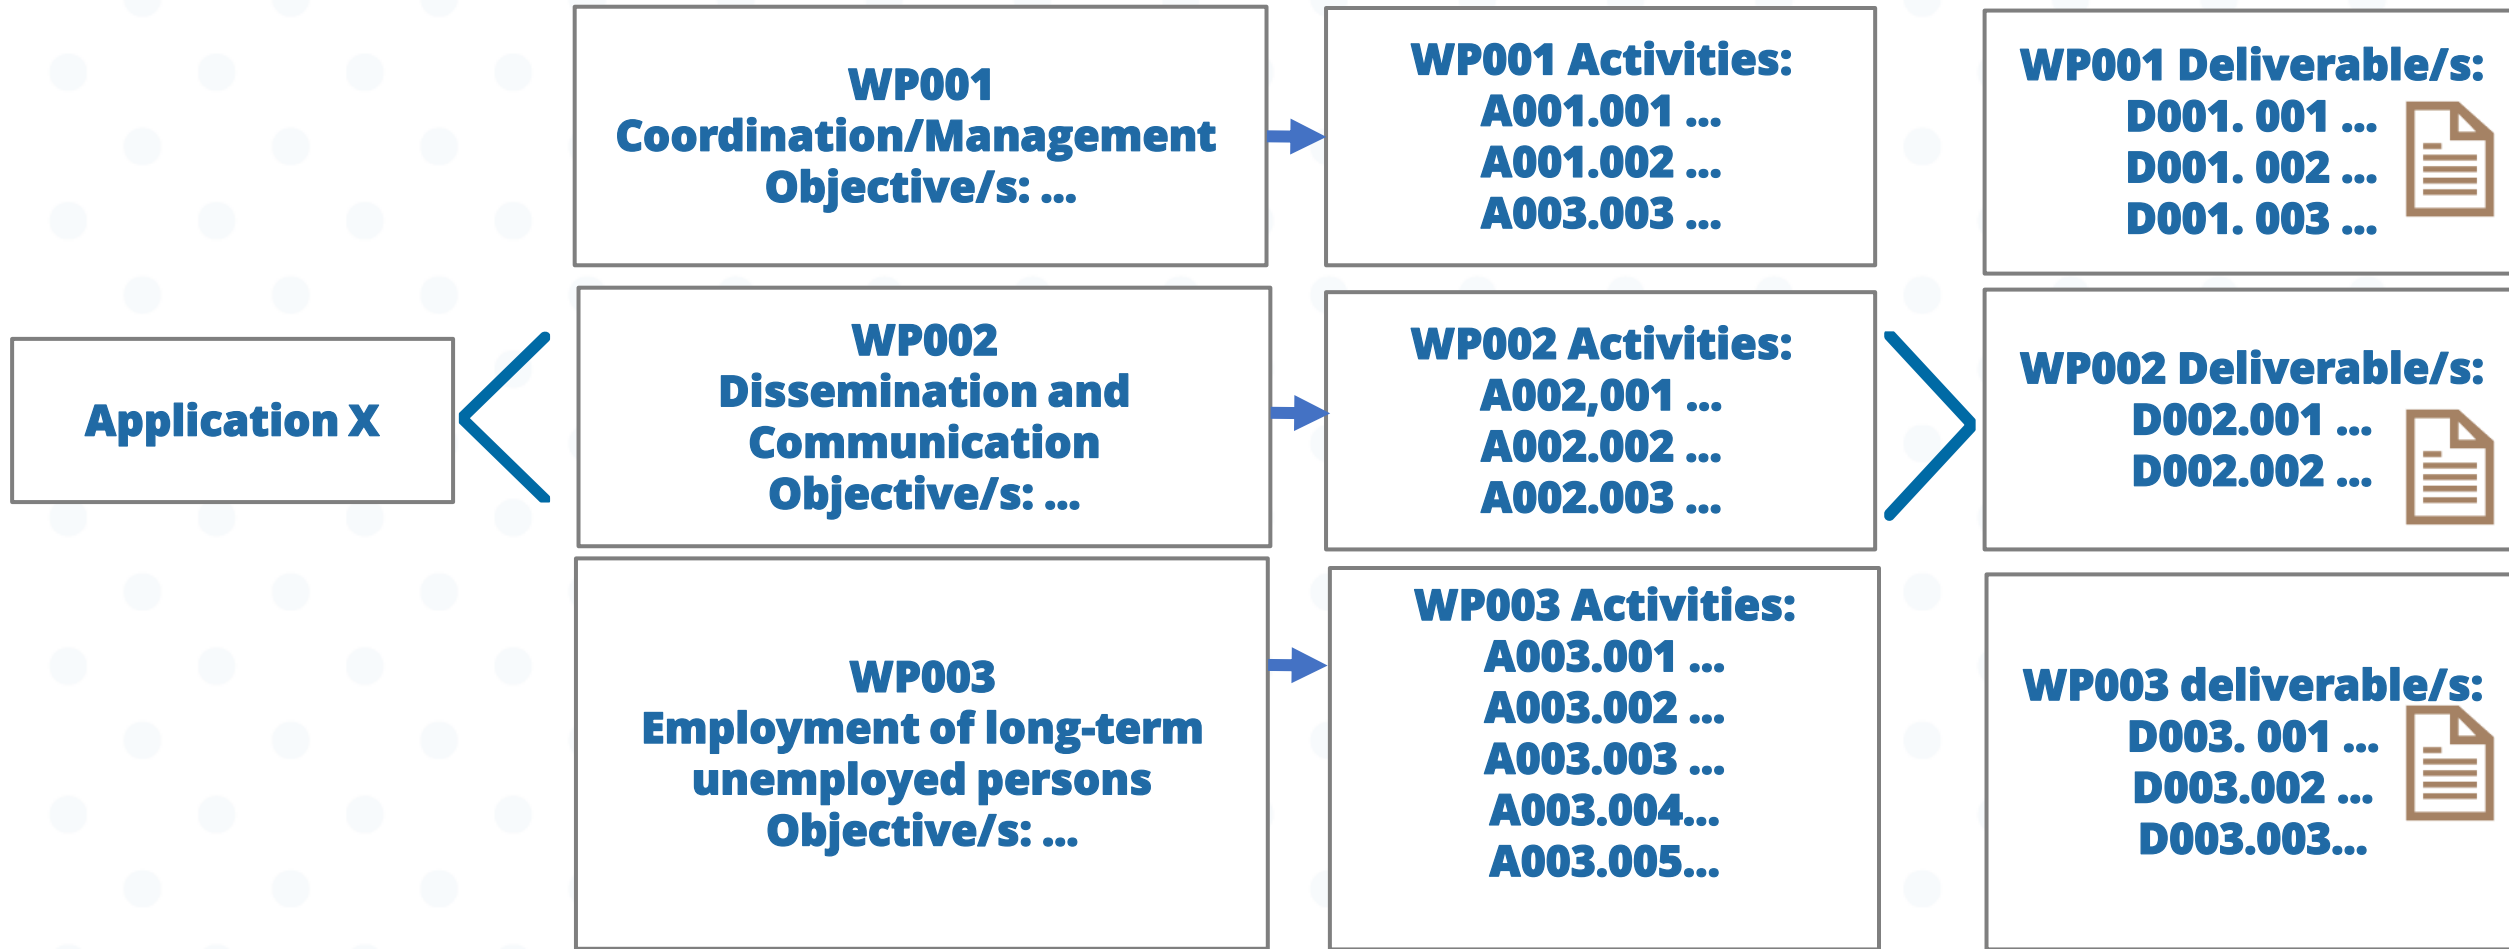 Application X
WP001
Coordination/Management
Objective/s: ...
WP001 Activities:
A001.001 ...
A001.002 ...
A003.003 ...
WP001 Deliverable/s:
D001. 001 ...
D001. 002 ...
D001. 003 ...
WP002
Dissemination and
Communication
Objective/s: ...
WP002 Activities:
A002,001 ...
A002.002 ...
A002.003 ...
WP002 Deliverable/s:
D002.001 ...
D002.002 ...
WP003
Employment of long-term
unemployed persons
Objective/s: ...
WP003 Activities:
A003.001 ...
A003.002 ...
A003.003 ...
A003.004...
A003.005...
WP003 deliverable/s:
D003. 001 ...
D003.002 ...
D003.003...